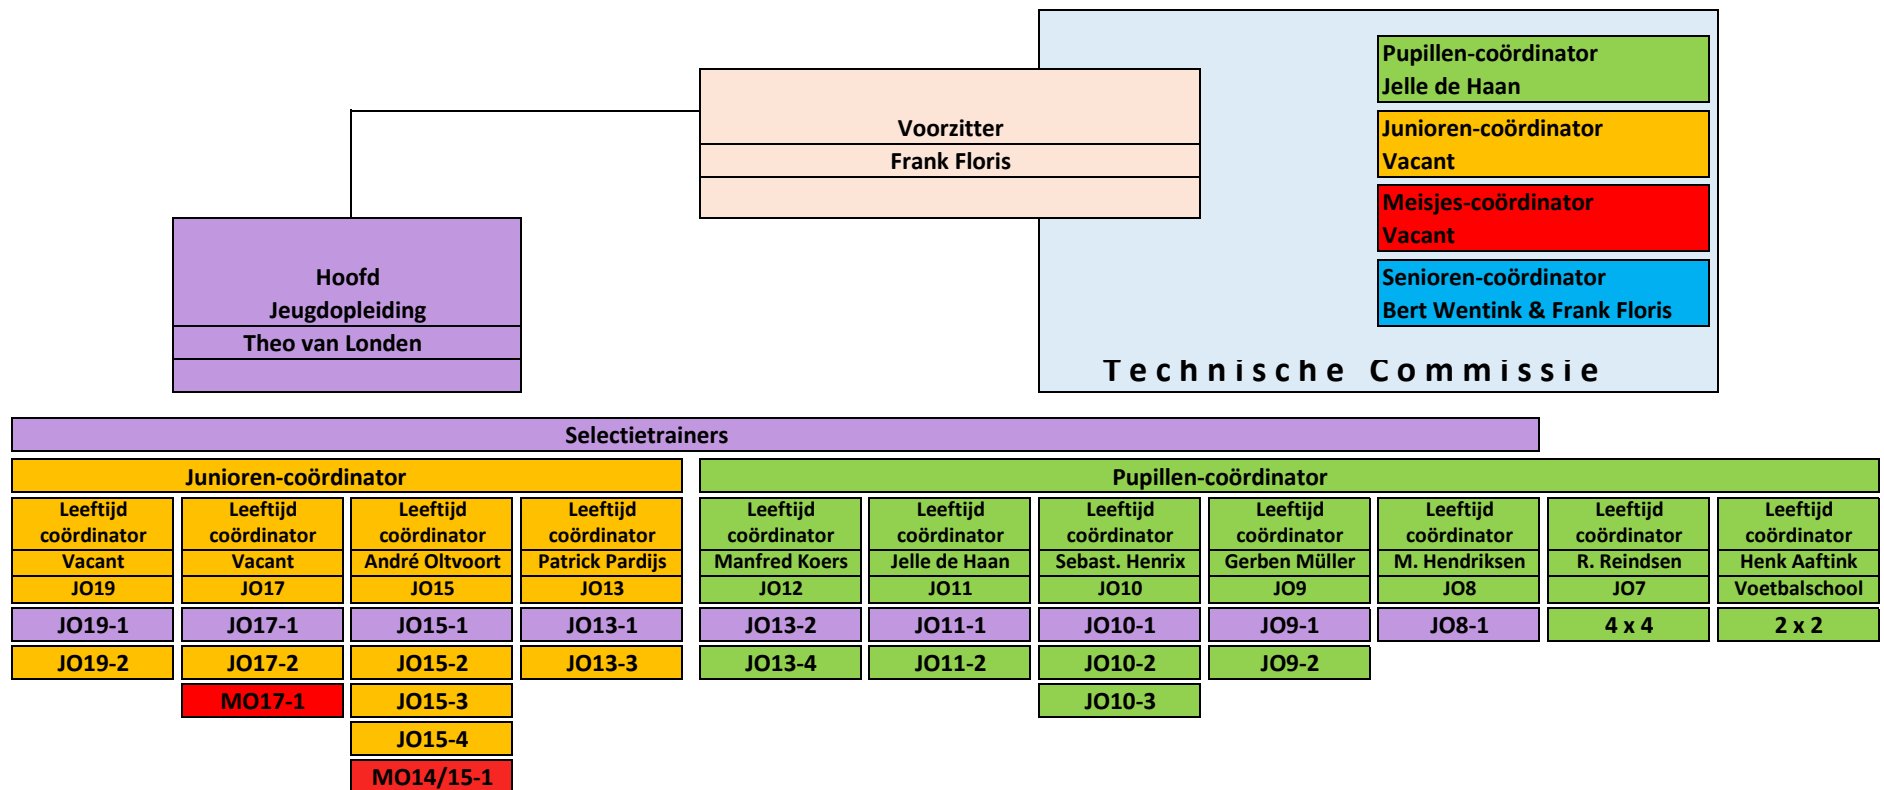 Pupillen-coördinator
Jelle de Haan
Junioren-coördinator
Vacant
Meisjes-coördinator
Vacant
Senioren-coördinator
Bert Wentink & Frank Floris
Technische Commissie
Voorzitter
Frank Floris
Hoofd
Jeugdopleiding
Theo van Londen
Selectietrainers
Junioren-coördinator Pupillen-coördinator
Leeftijd Leeftijd Leeftijd Leeftijd Leeftijd Leeftijd Leeftijd Leeftijd Leeftijd Leeftijd Leeftijd
coördinator coördinator coördinator coördinator coördinator coördinator coördinator coördinator coördinator coördinator coördinator
Vacant Vacant André Oltvoort Patrick Pardijs Manfred Koers Jelle de Haan Sebast. Henrix Gerben Müller M. Hendriksen R. Reindsen Henk Aaftink
JO19 JO17 JO15 JO13 JO12 JO11 JO10 JO9 JO8 JO7 Voetbalschool
JO19-1 JO17-1 JO15-1 JO13-1 JO13-2 JO11-1 JO10-1 JO9-1 JO8-1 4 x 4 2 x 2
JO19-2 JO17-2 JO15-2 JO13-3 JO13-4 JO11-2 JO10-2 JO9-2
MO17-1 JO15-3 JO10-3
JO15-4
MO14/15-1